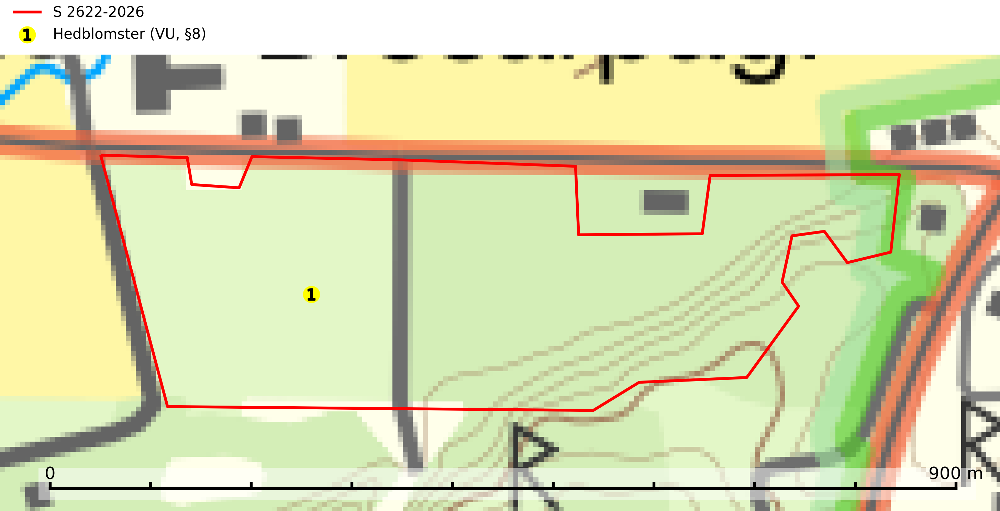 S 2622-2026
1 Hedblomster (VU, §8)
1
0 900 m